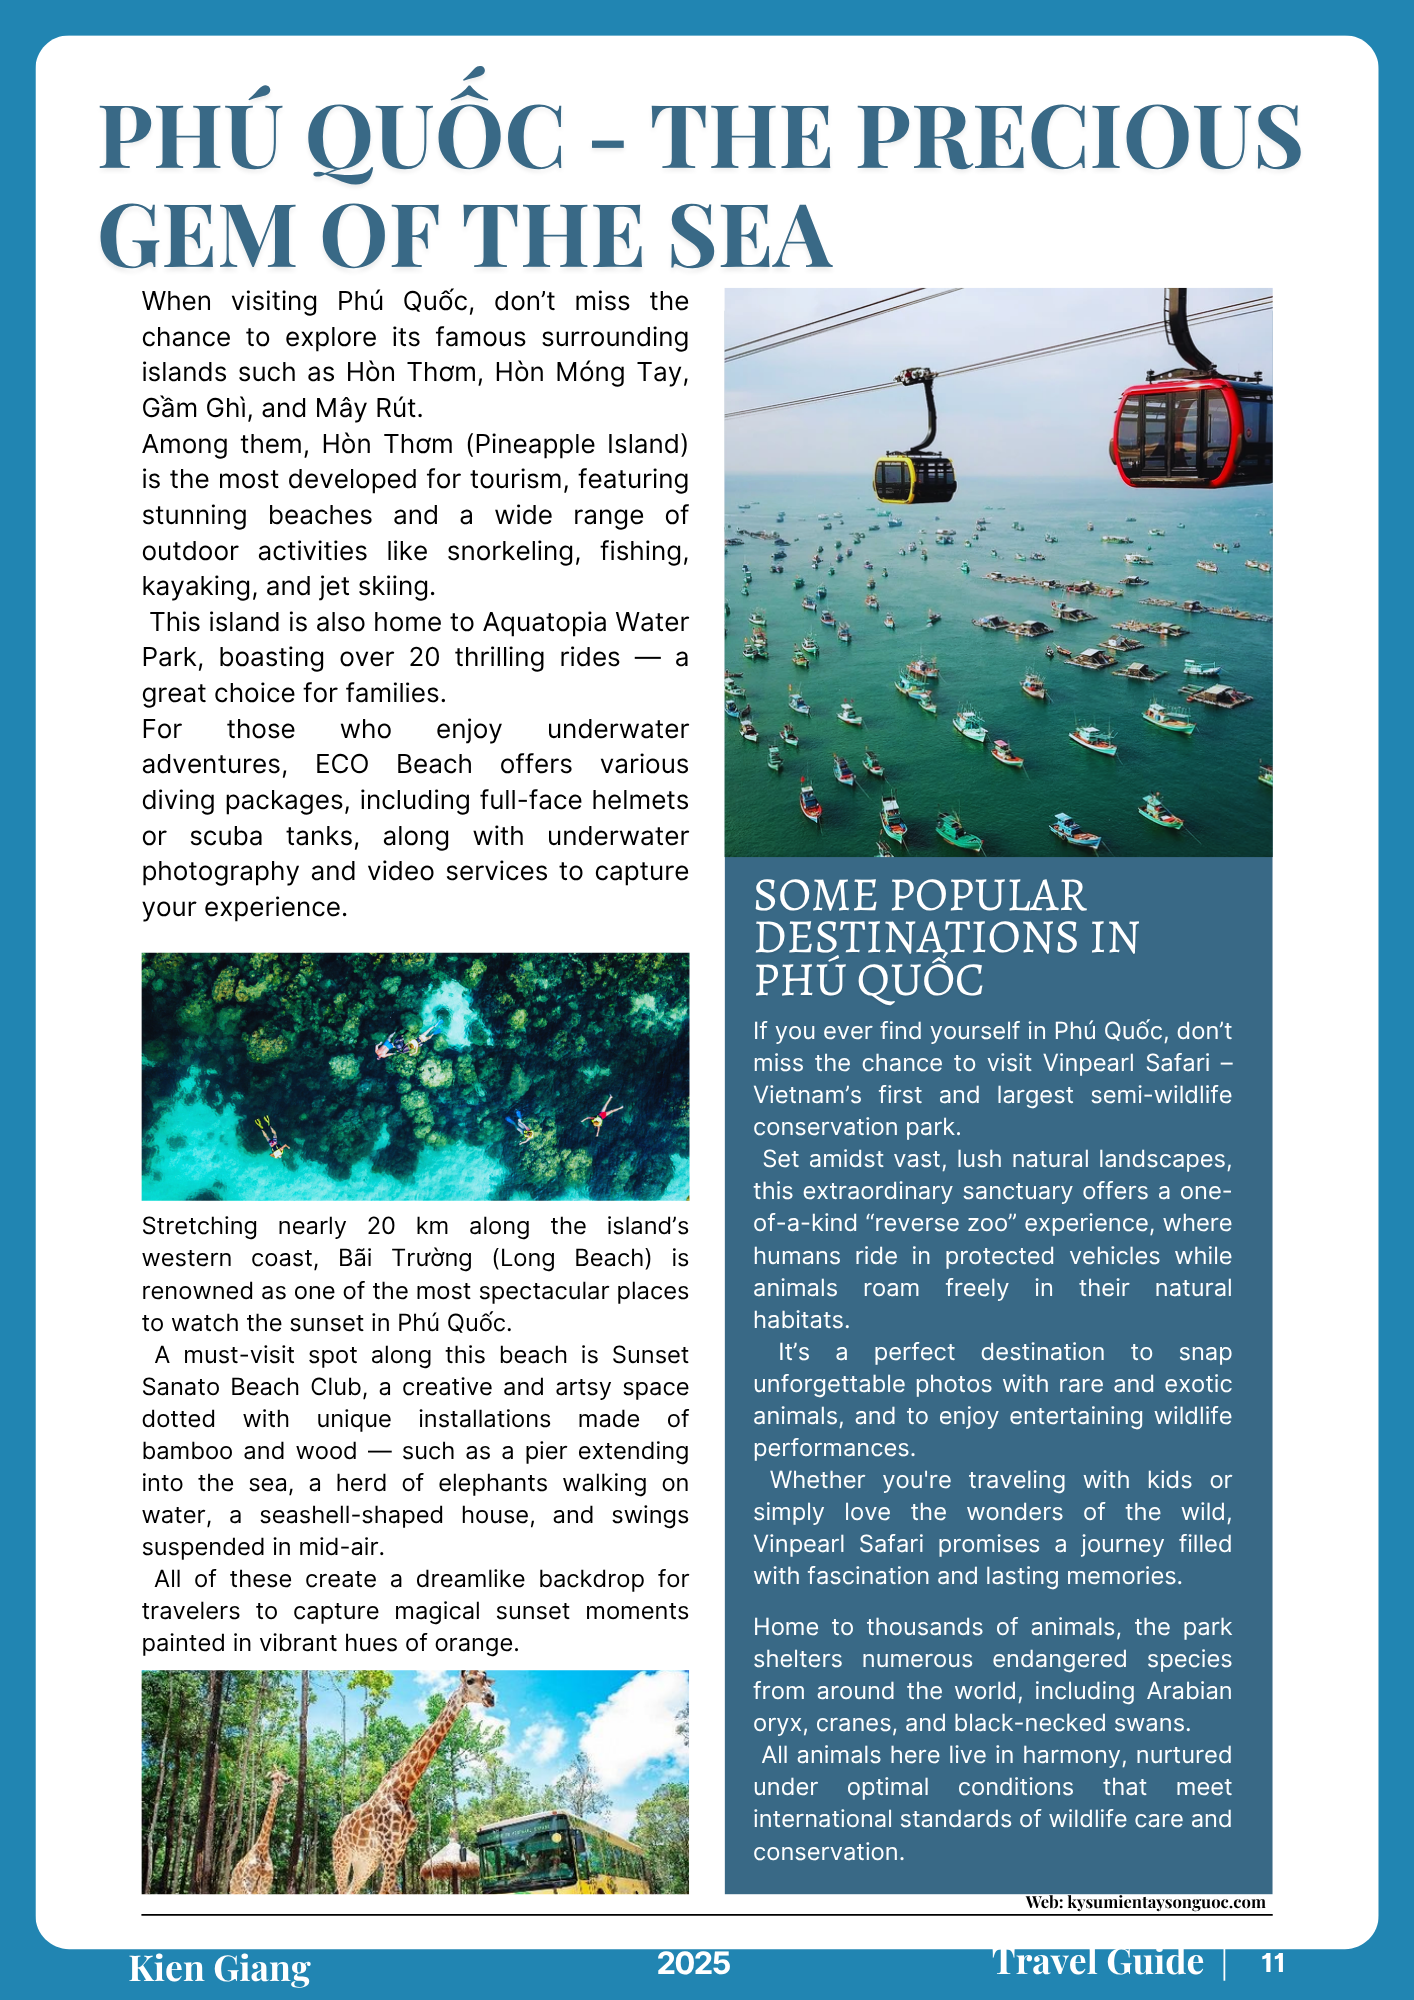 PHÚ QUỐC - THE PRECIOUS
GEM OF THE SEA
When visiting Phú Quốc, don’t miss the
chance to explore its famous surrounding
islands such as Hòn Thơm, Hòn Móng Tay,
Gầm Ghì, and Mây Rút.
Among them, Hòn Thơm (Pineapple Island)
is the most developed for tourism, featuring
stunning beaches and a wide range of
outdoor activities like snorkeling, fishing,
kayaking, and jet skiing.
This island is also home to Aquatopia Water
Park, boasting over 20 thrilling rides — a
great choice for families.
For those who enjoy underwater
adventures, ECO Beach offers various
diving packages, including full-face helmets
or scuba tanks, along with underwater
photography and video services to capture
your experience.
Stretching nearly 20 km along the island’s
western coast, Bãi Trường (Long Beach) is
renowned as one of the most spectacular places
to watch the sunset in Phú Quốc.
A must-visit spot along this beach is Sunset
Sanato Beach Club, a creative and artsy space
dotted with unique installations made of
bamboo and wood — such as a pier extending
into the sea, a herd of elephants walking on
water, a seashell-shaped house, and swings
suspended in mid-air.
All of these create a dreamlike backdrop for
travelers to capture magical sunset moments
painted in vibrant hues of orange.
SOME POPULAR
DESTINATIONS IN
PHÚ QUỐC
If you ever find yourself in Phú Quốc, don’t
miss the chance to visit Vinpearl Safari –
Vietnam’s first and largest semi-wildlife
conservation park.
Set amidst vast, lush natural landscapes,
this extraordinary sanctuary offers a one-
of-a-kind “reverse zoo” experience, where
humans ride in protected vehicles while
animals roam freely in their natural
habitats.
It’s a perfect destination to snap
unforgettable photos with rare and exotic
animals, and to enjoy entertaining wildlife
performances.
Whether you're traveling with kids or
simply love the wonders of the wild,
Vinpearl Safari promises a journey filled
with fascination and lasting memories.
Home to thousands of animals, the park
shelters numerous endangered species
from around the world, including Arabian
oryx, cranes, and black-necked swans.
All animals here live in harmony, nurtured
under optimal conditions that meet
international standards of wildlife care and
conservation.
Web: kysumientaysonguoc.com
Kien Giang
2025
Travel Guide | 11